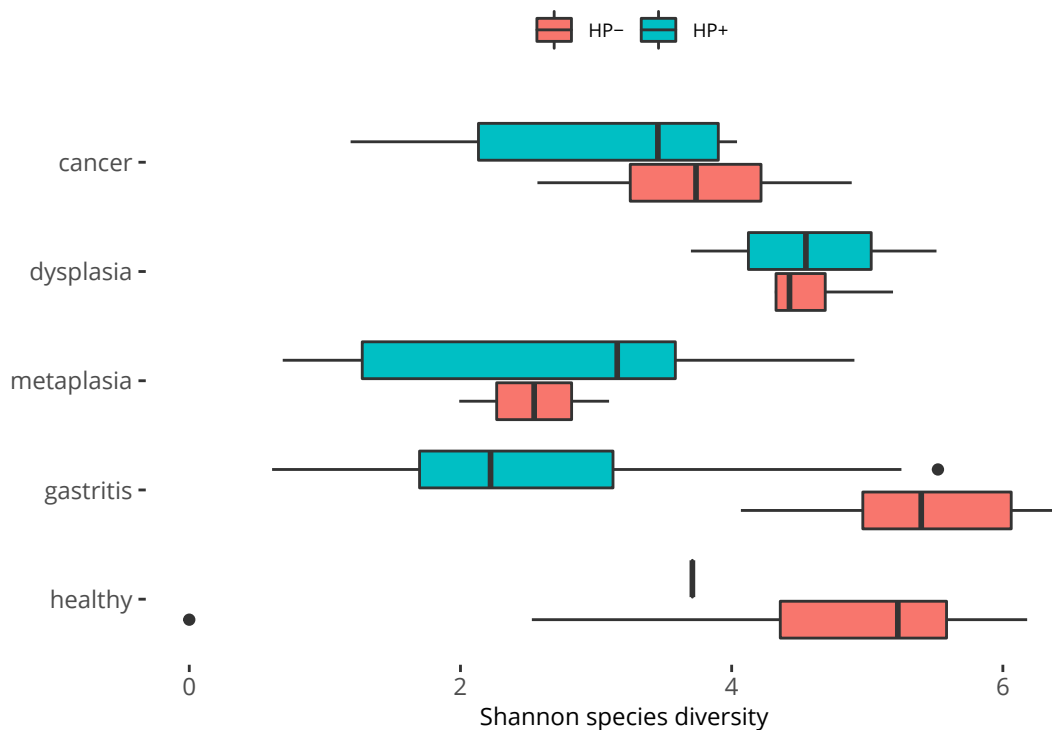 HP− HP+
cancer
dysplasia
metaplasia
gastritis
healthy
0 2 4 6
Shannon species diversity